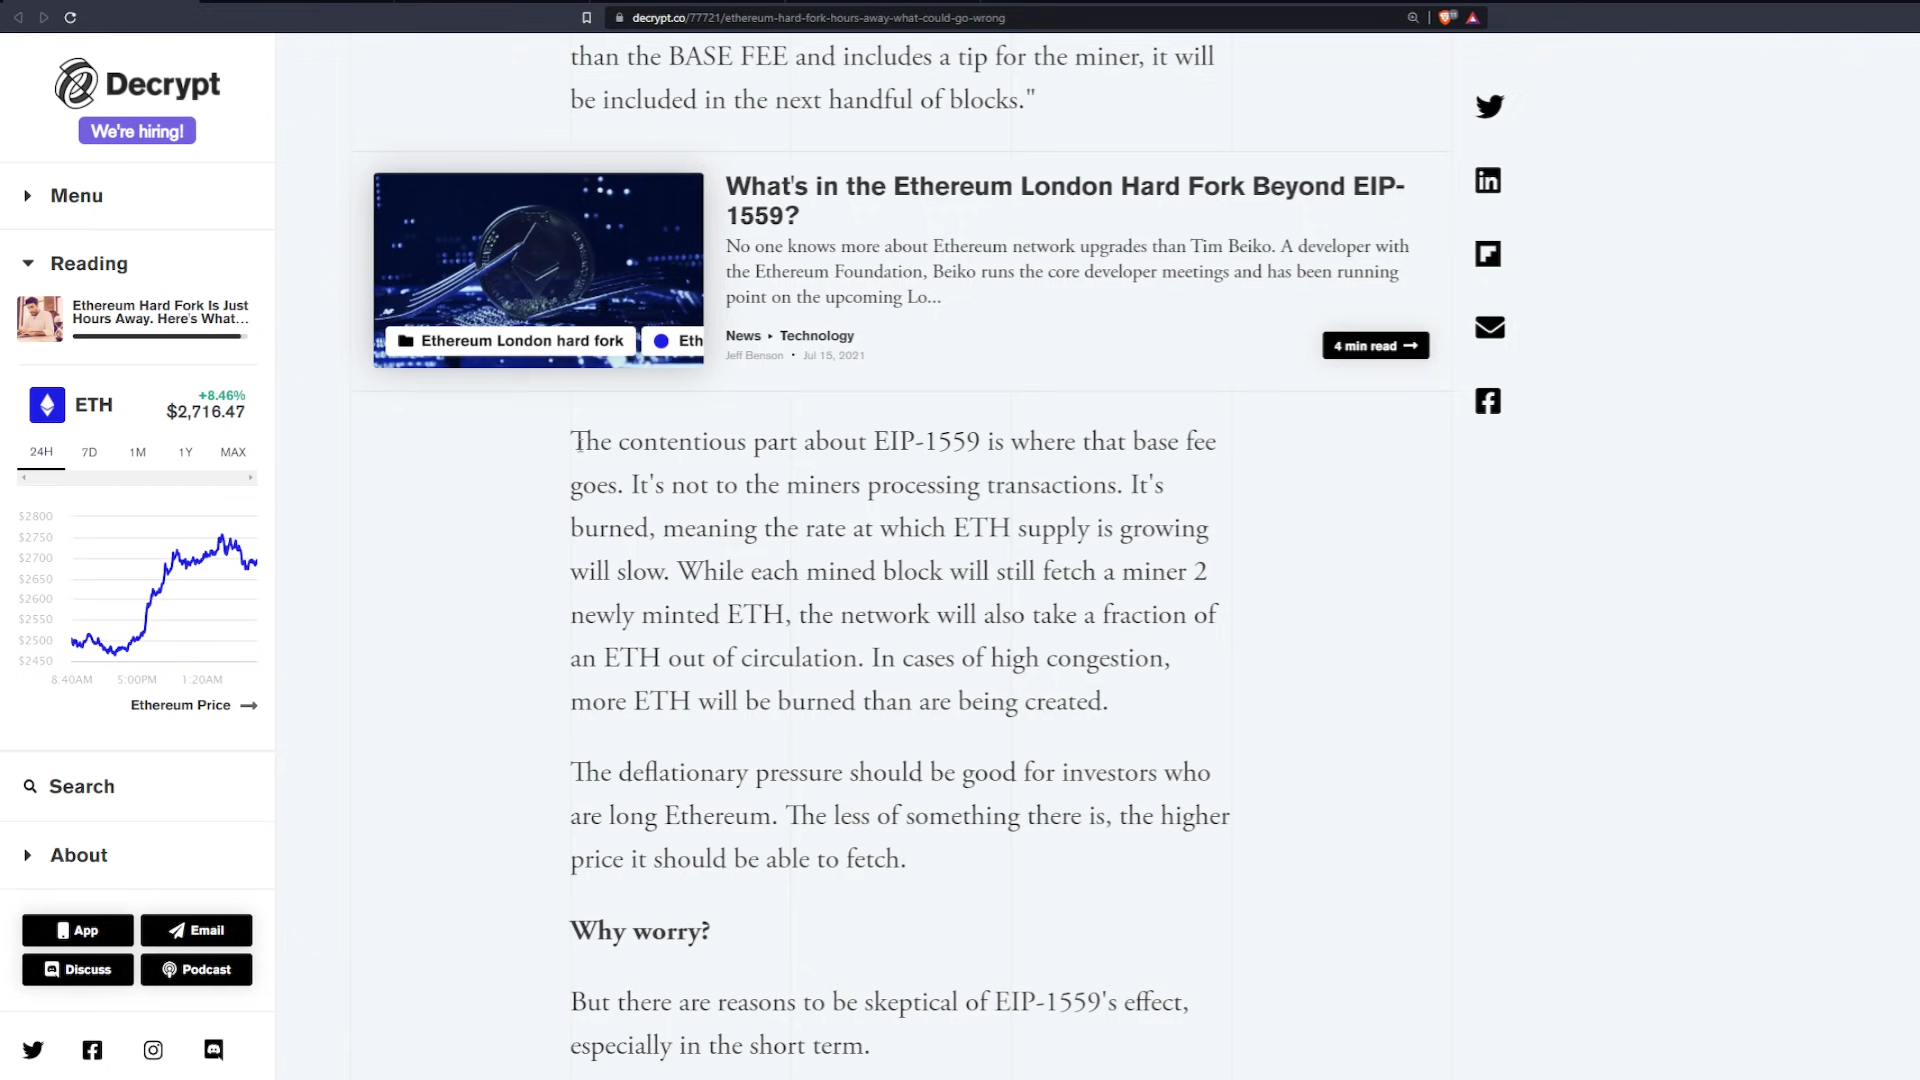 decrypt.co/77721/ethereum-hard-fork-hours-away-what-could-go-wrong
Decrypt
We're hiring!
Menu
Reading
Ethereum Hard Fork Is Just
Hours Away. Here's What...
ETH
+8.46%
$2,716.47
24H 7D 1M 1Y MAX
$2800
$2750
$2700
$2650
$2600
$2550
$2500
$2450
8:40AM 5:00PM 1:20AM
Ethereum Price
Search
About
App
Email
Discuss
Podcast
than the BASE FEE and includes a tip for the miner, it will
be included in the next handful of blocks."
Ethereum London hard fork
Eth
What's in the Ethereum London Hard Fork Beyond EIP-
1559?
No one knows more about Ethereum network upgrades than Tim Beiko. A developer with
the Ethereum Foundation, Beiko runs the core developer meetings and has been running
point on the upcoming Lo...
News ‣ Technology
Jeff Benson • Jul 15, 2021
4 min read
The contentious part about EIP-1559 is where that base fee
goes. It's not to the miners processing transactions. It's
burned, meaning the rate at which ETH supply is growing
will slow. While each mined block will still fetch a miner 2
newly minted ETH, the network will also take a fraction of
an ETH out of circulation. In cases of high congestion,
more ETH will be burned than are being created.
The deflationary pressure should be good for investors who
are long Ethereum. The less of something there is, the higher
price it should be able to fetch.
Why worry?
But there are reasons to be skeptical of EIP-1559's effect,
especially in the short term.